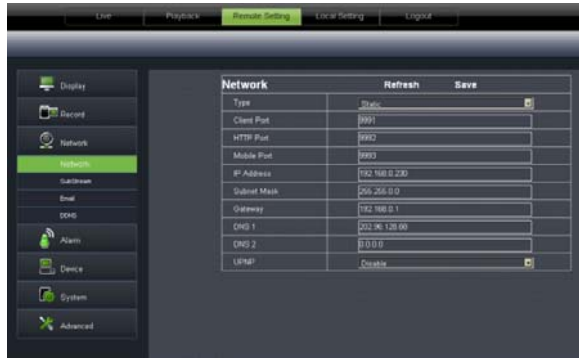 Live Playback Remote Setting Local Setting Logout
Display
Record
Network
Network
SubStream
Email
DDNS
Alarm
Device
System
Advanced
Network Refresh Save
Type Static
Client Port 9991
HTTP Port 9992
Mobile Port 9993
IP Address 192.168.0.230
Subnet Mask 255.255.0.0
Gateway 192.168.0.1
DNS 1 202.96.128.68
DNS 2 0.0.0.0
UPNP Disable